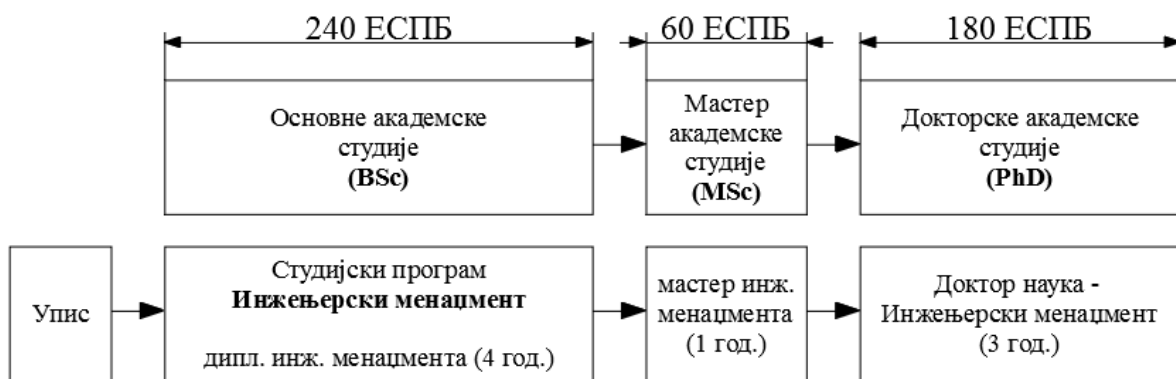 240 ЕСПБ
60 ЕСПБ
180 ЕСПБ
Основне академске
студије
(BSc)
Мастер
академске
студије
(MSc)
Докторске академске
студије
(PhD)
Упис
Студијски програм
Инжењерски менаџмент
дипл. инж. менаџмента (4 год.)
мастер инж.
менаџмента
(1 год.)
Доктор наука -
Инжењерски менаџмент
(3 год.)